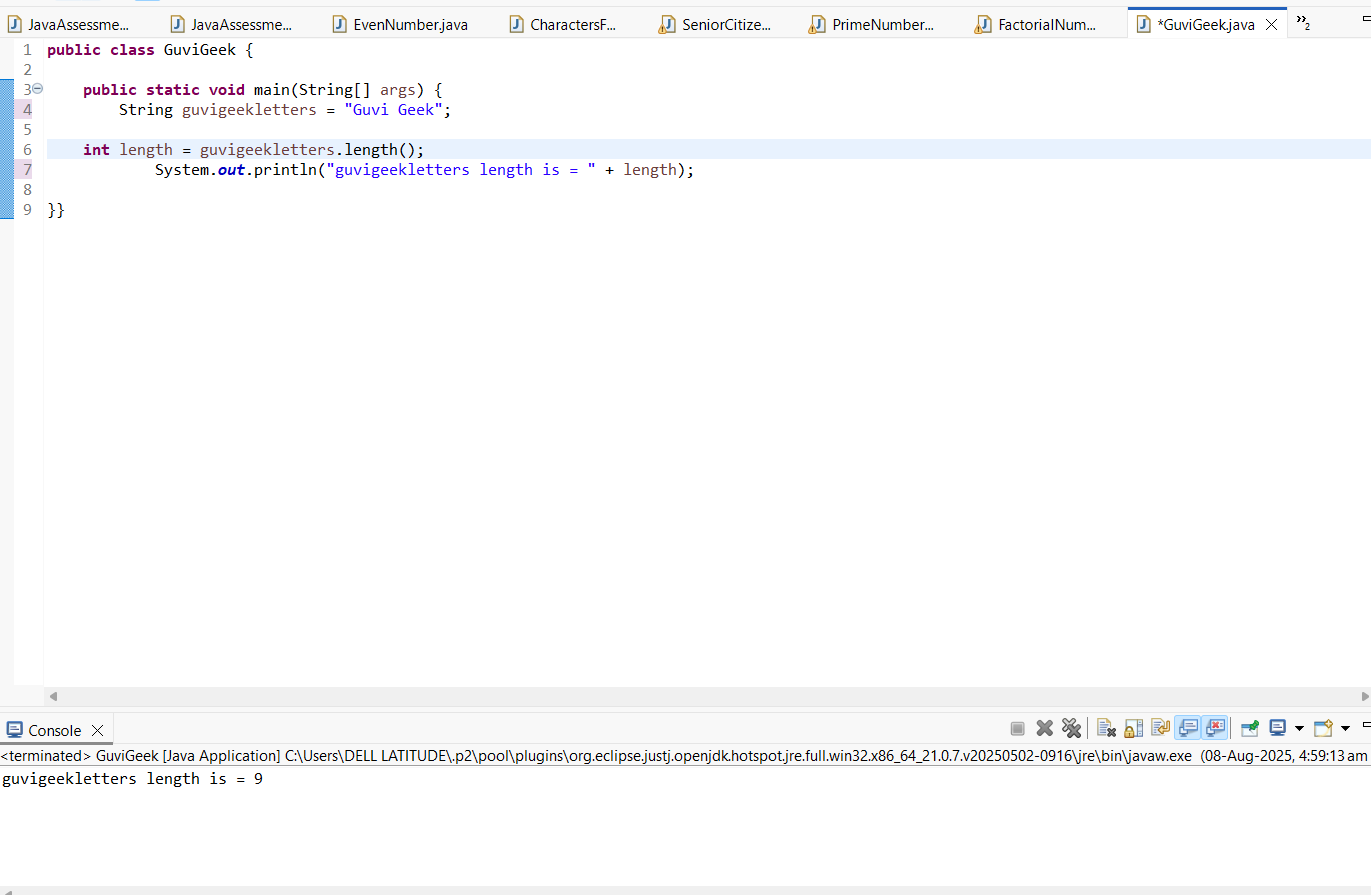 JavaAssessme... JavaAssessme... EvenNumber.java CharactersF... SeniorCitize... PrimeNumber... FactorialNum... *GuviGeek.java »2
1 public class GuviGeek {
2
3 public static void main(String[] args) {
4 String guvigeekletters = "Guvi Geek";
5
6 int length = guvigeekletters.length();
7 System.out.println("guvigeekletters length is = " + length);
8
9 }}
Console
<terminated> GuviGeek [Java Application] C:\Users\DELL LATITUDE\.p2\pool\plugins\org.eclipse.justj.openjdk.hotspot.jre.full.win32.x86_64_21.0.7.v20250502-0916\jre\bin\javaw.exe (08-Aug-2025, 4:59:13 am
guvigeekletters length is = 9